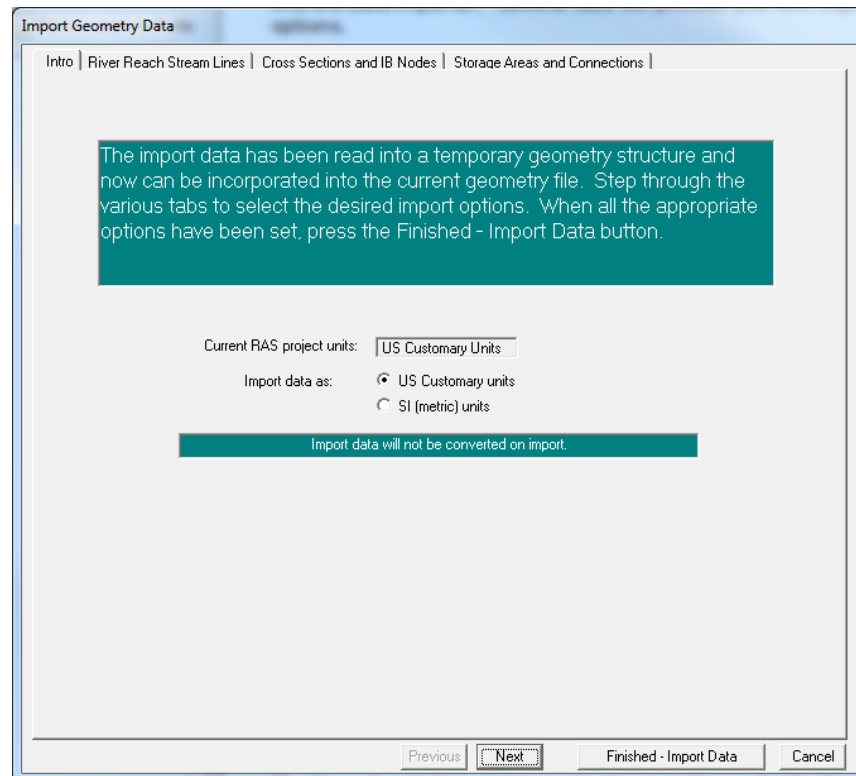 options.
Import Geometry Data
Intro River Reach Stream Lines Cross Sections and IB Nodes Storage Areas and Connections
The import data has been read into a temporary geometry structure and
now can be incorporated into the current geometry file. Step through the
various tabs to select the desired import options. When all the appropriate
options have been set, press the Finished - Import Data button.
Current RAS project units: US Customary Units
Import data as: US Customary units
SI (metric) units
Import data will not be converted on import.
Previous Next Finished - Import Data Cancel